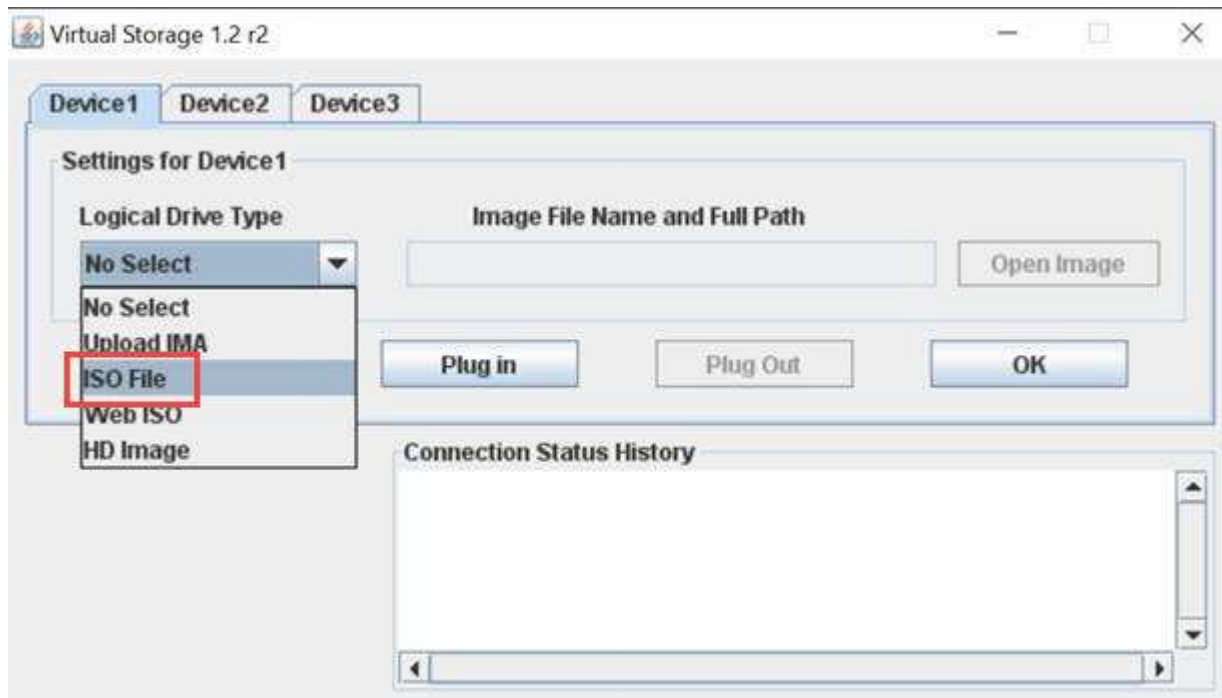 Virtual Storage 1.2 r2
Device1 Device2 Device3
Settings for Device1
Logical Drive Type Image File Name and Full Path
No Select Open Image
No Select
Upload IMA
ISO File
Web ISO
HD Image
Plug in Plug Out OK
Connection Status History